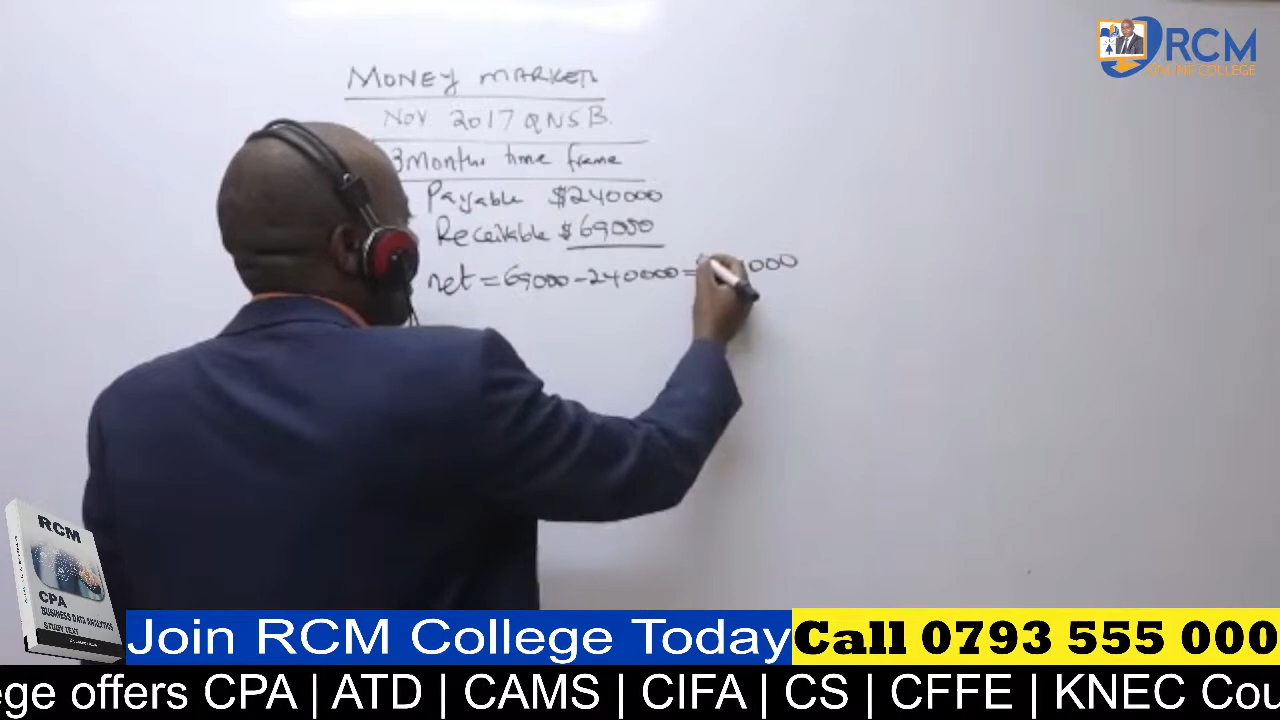 RCM
ONLINE COLLEGE
MONEY MARKET
NOV 2017 QN5B.
3 Months time frame
Payable $240000
Receivable $69000
net = 69000 - 240000 = 000
RCM
CPA
BUSINESS DATA ANALYTICS
STUDY TEXT
Join RCM College Today
Call 0793 555 000
ege offers CPA | ATD | CAMS | CIFA | CS | CFFE | KNEC Cou